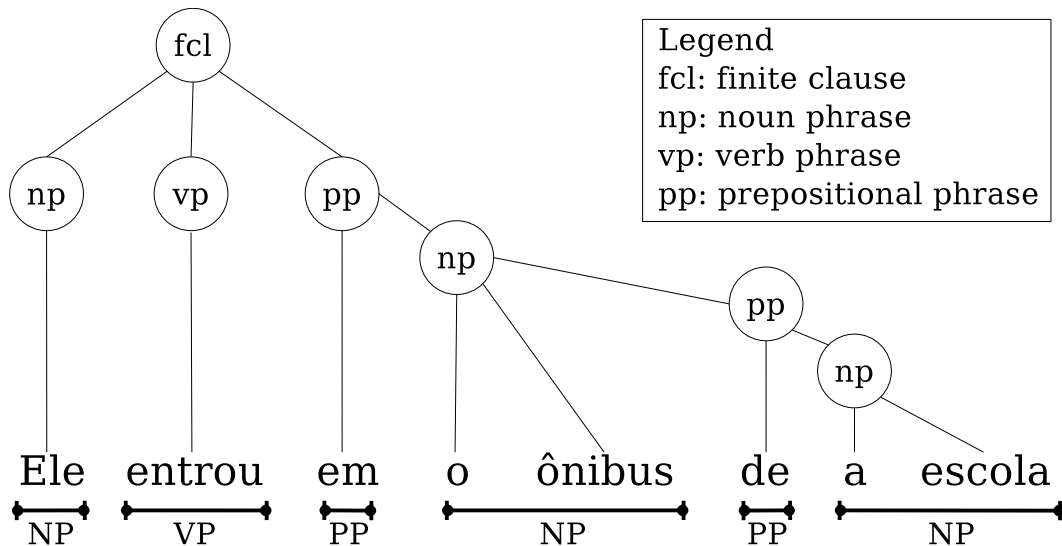 fcl
Legend
fcl: finite clause
np: noun phrase
vp: verb phrase
pp: prepositional phrase
np vp pp
np
pp
np
Ele entrou em o ônibus de a escola
NP VP PP NP PP NP